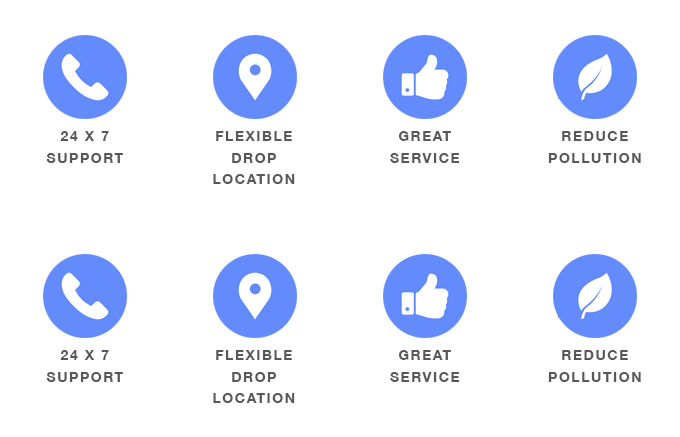 24 X 7
SUPPORT
FLEXIBLE
DROP
LOCATION
GREAT
SERVICE
REDUCE
POLLUTION
24 X 7
SUPPORT
FLEXIBLE
DROP
LOCATION
GREAT
SERVICE
REDUCE
POLLUTION